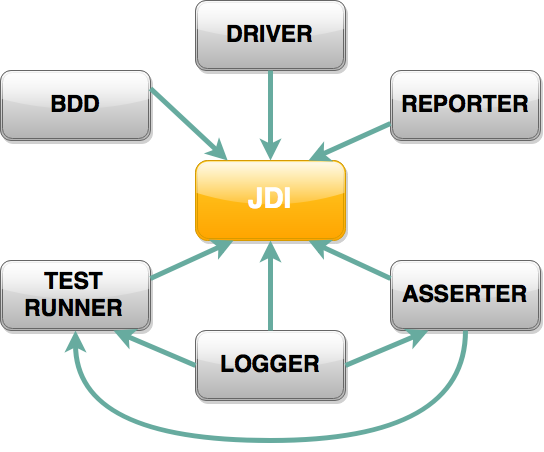 DRIVER
BDD
REPORTER
JDI
TEST
RUNNER
ASSERTER
LOGGER